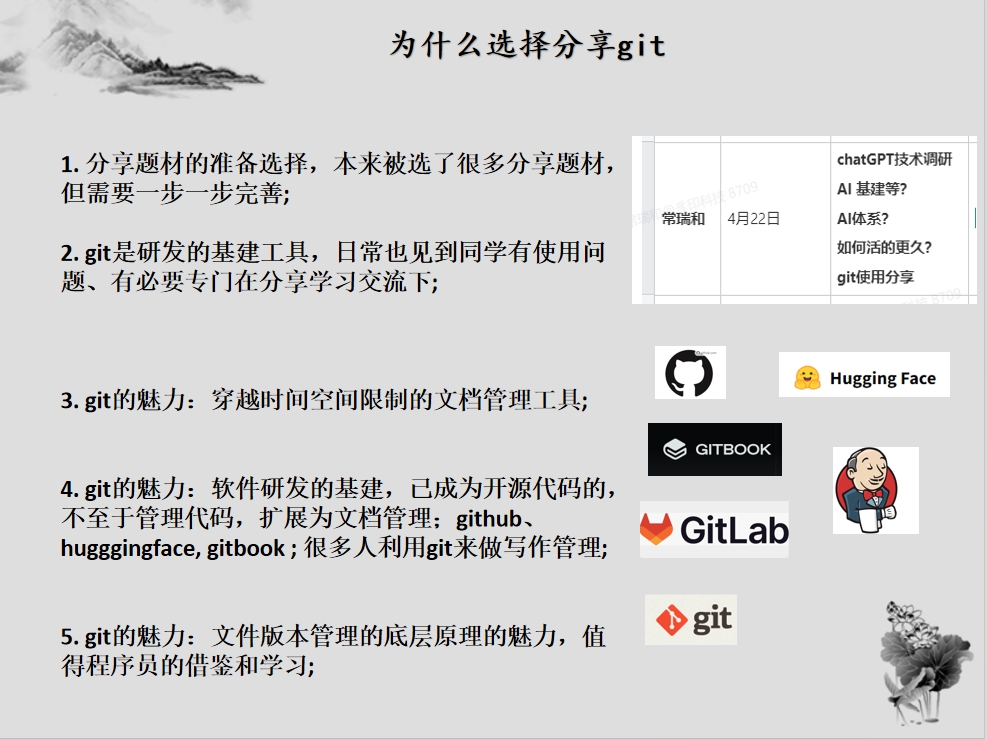 为什么选择分享git
1. 分享题材的准备选择，本来被选了很多分享题材，
但需要一步一步完善;
2. git是研发的基建工具，日常也见到同学有使用问
题、有必要专门在分享学习交流下;
3. git的魅力：穿越时间空间限制的文档管理工具;
4. git的魅力：软件研发的基建，已成为开源代码的，
不至于管理代码，扩展为文档管理；github、
hugggingface, gitbook ; 很多人利用git来做写作管理;
5. git的魅力：文件版本管理的底层原理的魅力，值
得程序员的借鉴和学习;
常瑞和
4月22日
chatGPT技术调研
AI 基建等?
AI体系?
如何活的更久?
git使用分享
8709
8709
Hugging Face
GITBOOK
GitLab
git